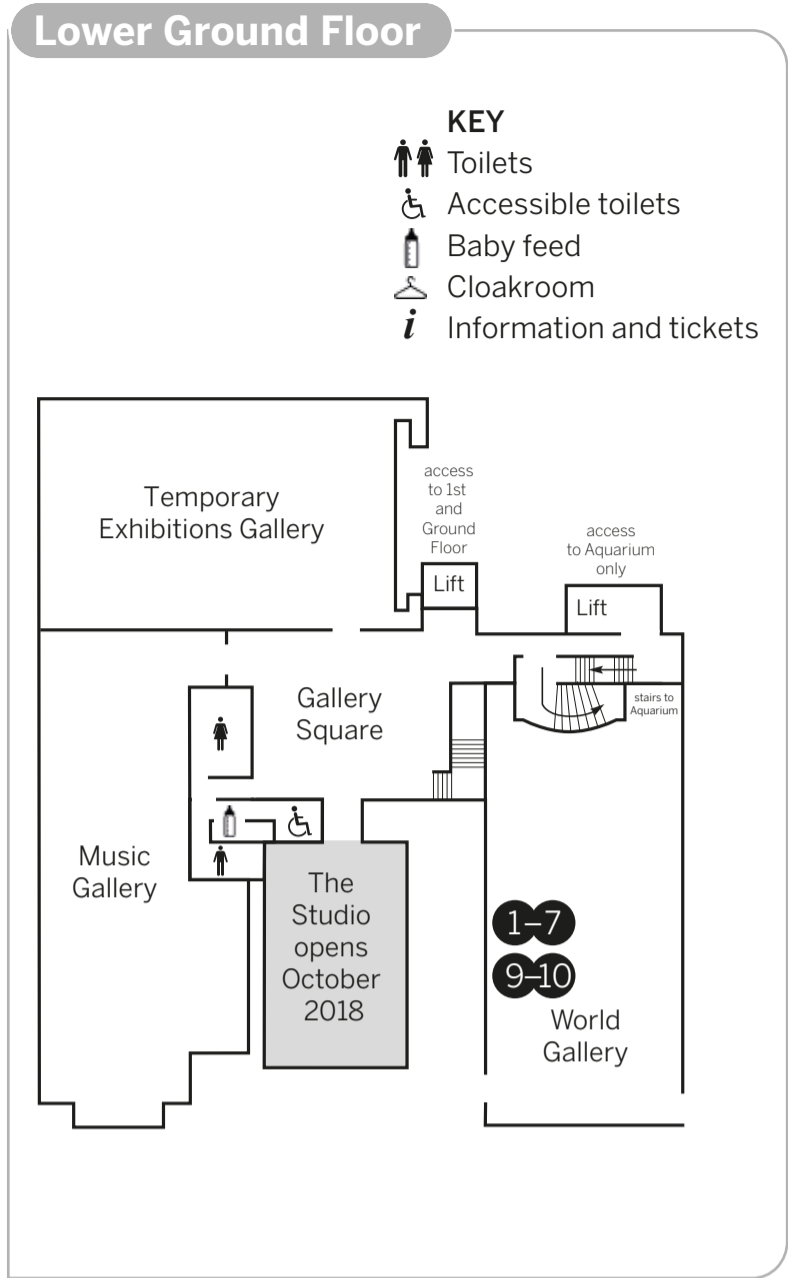 Lower Ground Floor
KEY
Toilets
Accessible toilets
Baby feed
Cloakroom
i Information and tickets
Temporary
Exhibitions Gallery
access
to 1st
and
Ground
Floor
Lift
access
to Aquarium
only
Lift
stairs to
Aquarium
Gallery
Square
Music
Gallery
The
Studio
opens
October
2018
1–7
9–10
World
Gallery